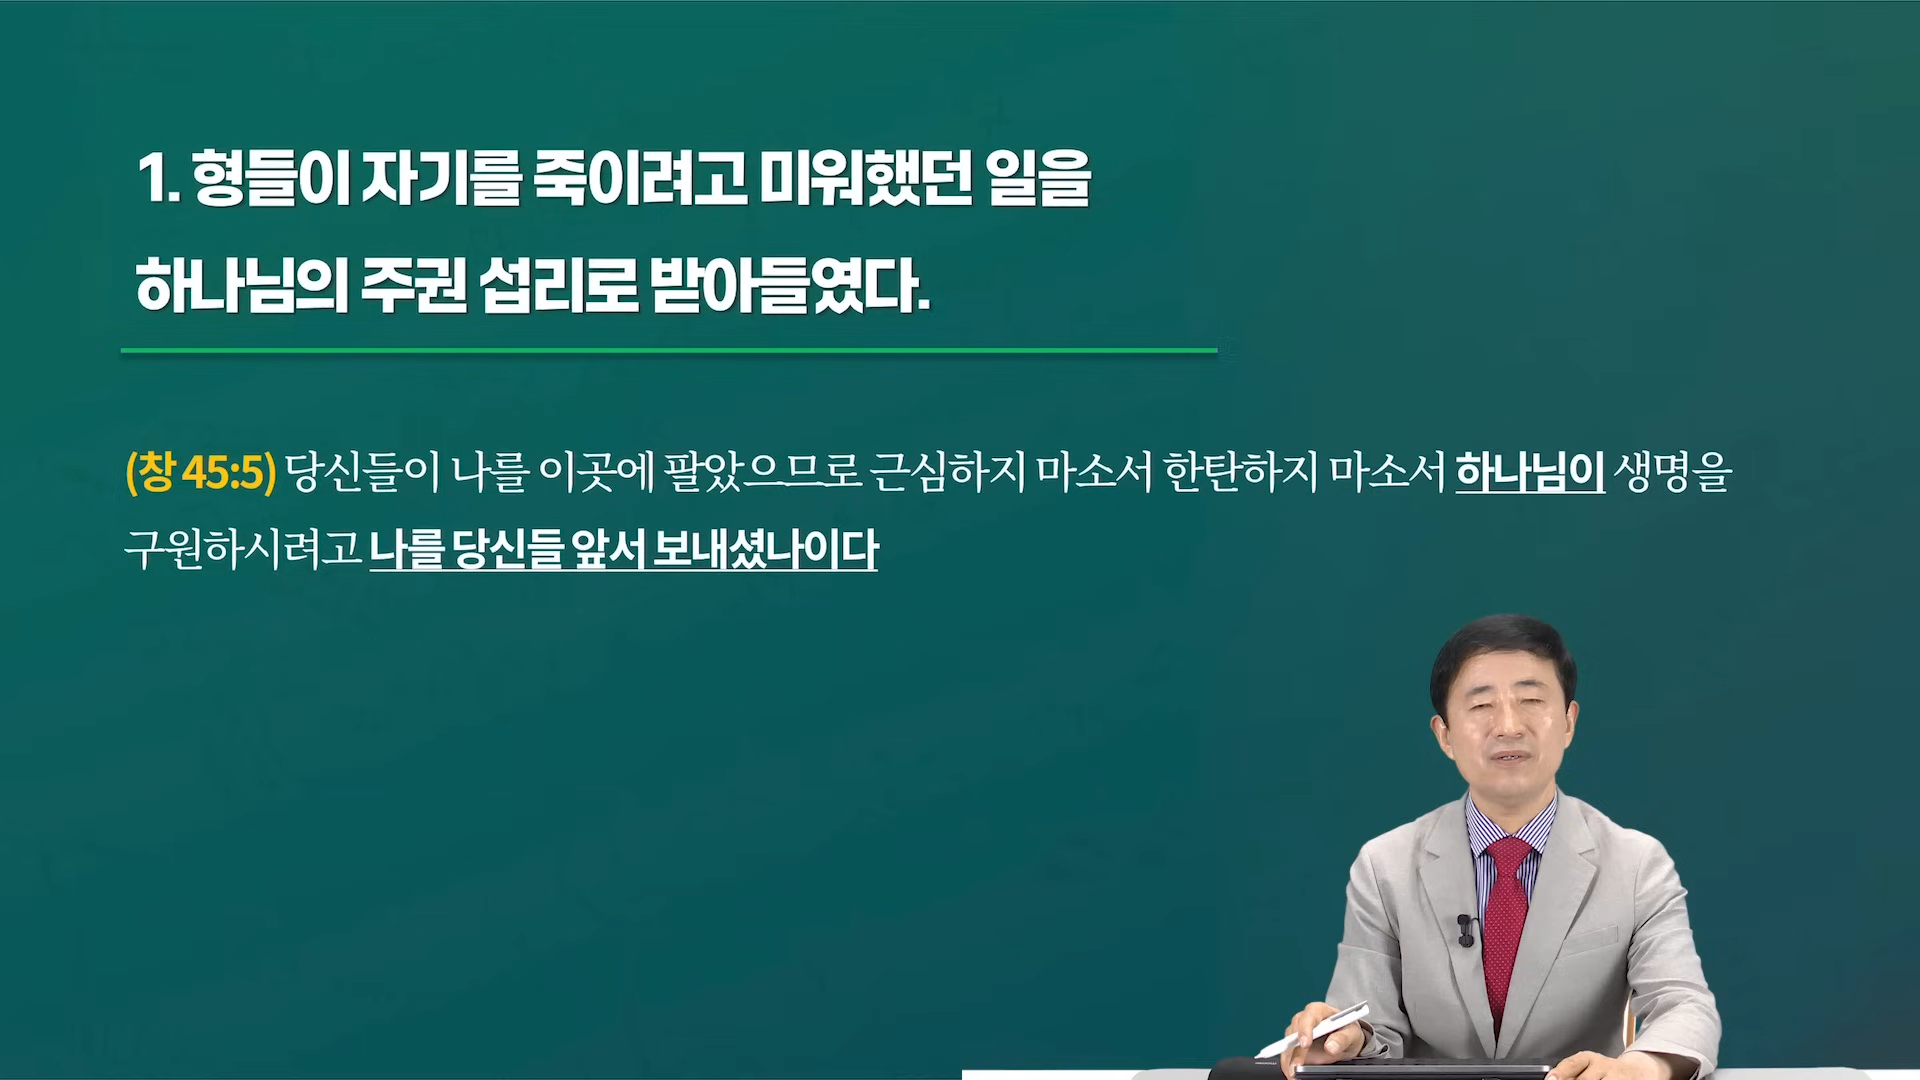 1. 형들이 자기를 죽이려고 미워했던 일을
하나님의 주권 섭리로 받아들였다.
(창 45:5) 당신들이 나를 이곳에 팔았으므로 근심하지 마소서 한탄하지 마소서 하나님이 생명을
구원하시려고 나를 당신들 앞서 보내셨나이다